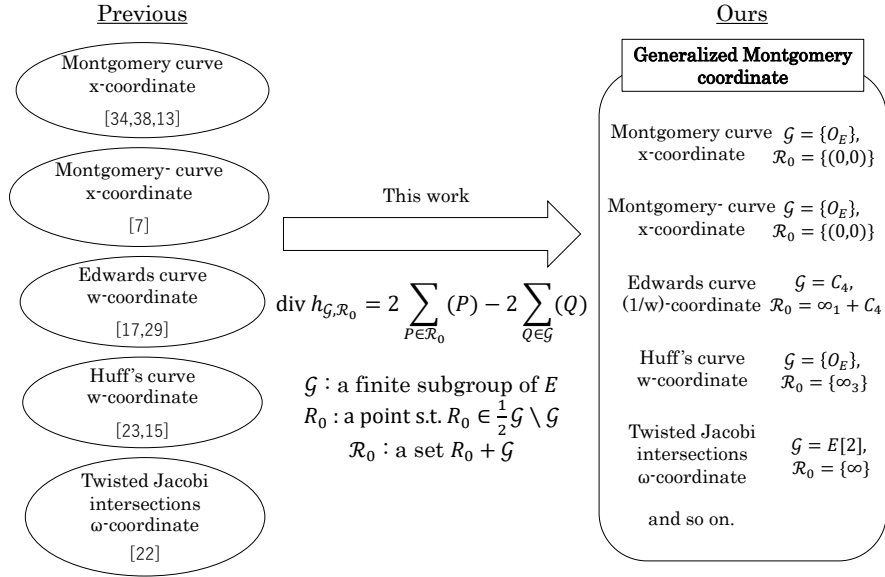 Previous
Montgomery curve
x-coordinate
[34,38,13]
Montgomery- curve
x-coordinate
[7]
Edwards curve
w-coordinate
[17,29]
Huff's curve
w-coordinate
[23,15]
Twisted Jacobi
intersections
ω-coordinate
[22]
This work
div h_{𝒢,ℛ₀} = 2 ∑_{P∈ℛ₀} (P) − 2 ∑_{Q∈𝒢} (Q)
𝒢 : a finite subgroup of E
R₀ : a point s.t. R₀ ∈ ½𝒢 \ 𝒢
ℛ₀ : a set R₀ + 𝒢
Ours
Generalized Montgomery
coordinate
Montgomery curve 𝒢 = {O_E},
x-coordinate ℛ₀ = {(0,0)}
Montgomery- curve 𝒢 = {O_E},
x-coordinate ℛ₀ = {(0,0)}
Edwards curve 𝒢 = C₄,
(1/w)-coordinate ℛ₀ = ∞₁ + C₄
Huff's curve 𝒢 = {O_E},
w-coordinate ℛ₀ = {∞₃}
Twisted Jacobi
intersections
ω-coordinate
𝒢 = E[2],
ℛ₀ = {∞}
and so on.